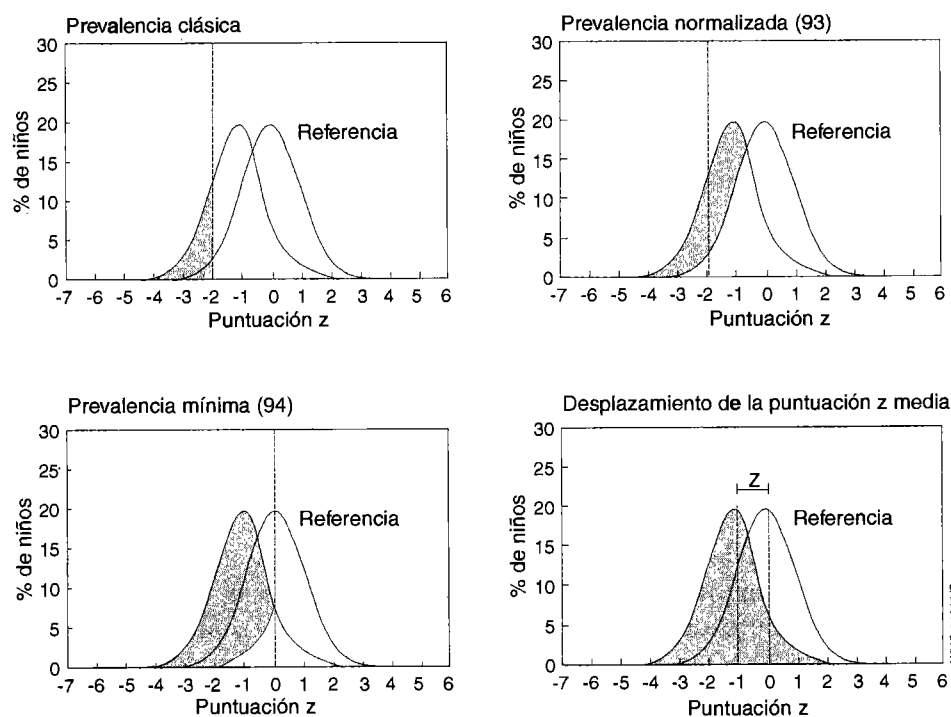 Prevalencia clásica
30
25
20
15
10
5
0
% de niños
Referencia
-7 -6 -5 -4 -3 -2 -1 0 1 2 3 4 5 6
Puntuación z
Prevalencia normalizada (93)
30
25
20
15
10
5
0
% de niños
Referencia
-7 -6 -5 -4 -3 -2 -1 0 1 2 3 4 5 6
Puntuación z
Prevalencia mínima (94)
30
25
20
15
10
5
0
% de niños
Referencia
-7 -6 -5 -4 -3 -2 -1 0 1 2 3 4 5 6
Puntuación z
Desplazamiento de la puntuación z media
30
25
20
15
10
5
0
% de niños
Z
Referencia
-7 -6 -5 -4 -3 -2 -1 0 1 2 3 4 5 6
Puntuación z